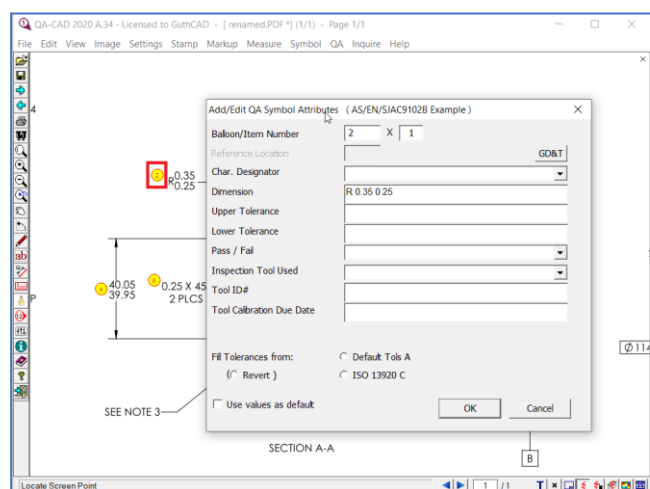 QA-CAD 2020 A.34 - Licensed to GuthCAD - [ renamed.PDF *] (1/1) - Page 1/1
File Edit View Image Settings Stamp Markup Measure Symbol QA Inquire Help
4
2
R 0.35
0.25
40.05
39.95
0.25 X 45
2 PLCS
P
SEE NOTE 3
SECTION A-A
B
Ø114
Add/Edit QA Symbol Attributes ( AS/EN/SJAC9102B Example )
Balloon/Item Number 2 X 1
Reference Location GD&T
Char. Designator
Dimension R 0.35 0.25
Upper Tolerance
Lower Tolerance
Pass / Fail
Inspection Tool Used
Tool ID#
Tool Calibration Due Date
Fill Tolerances from: Default Tols A
( Revert ) ISO 13920 C
Use values as default OK Cancel
Locate Screen Point 1 /1 T